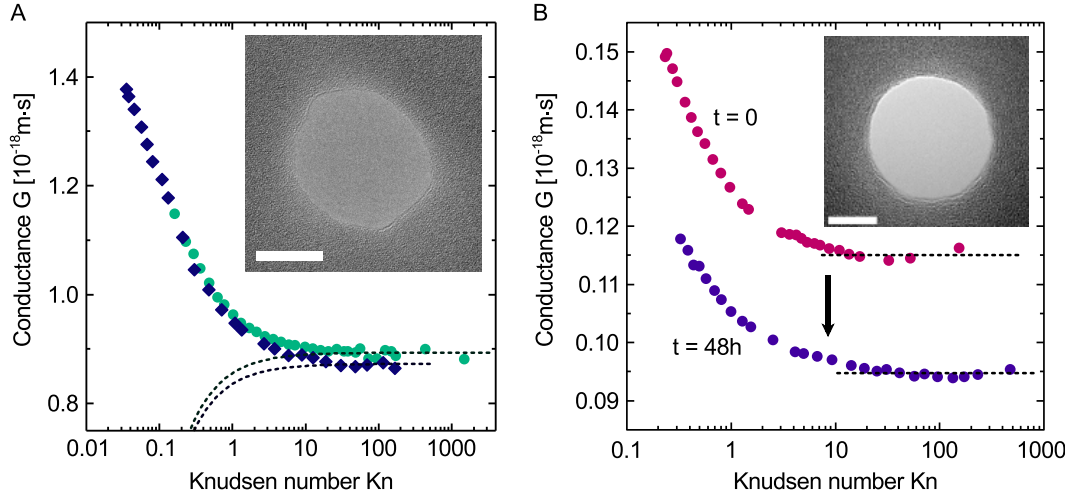 A
Conductance G [10⁻¹⁸m·s]
1.4
1.2
1.0
0.8
0.01 0.1 1 10 100 1000
Knudsen number Kn
B
Conductance G [10⁻¹⁸m·s]
0.15
0.14
0.13
0.12
0.11
0.10
0.09
t = 0
t = 48h
0.1 1 10 100 1000
Knudsen number Kn